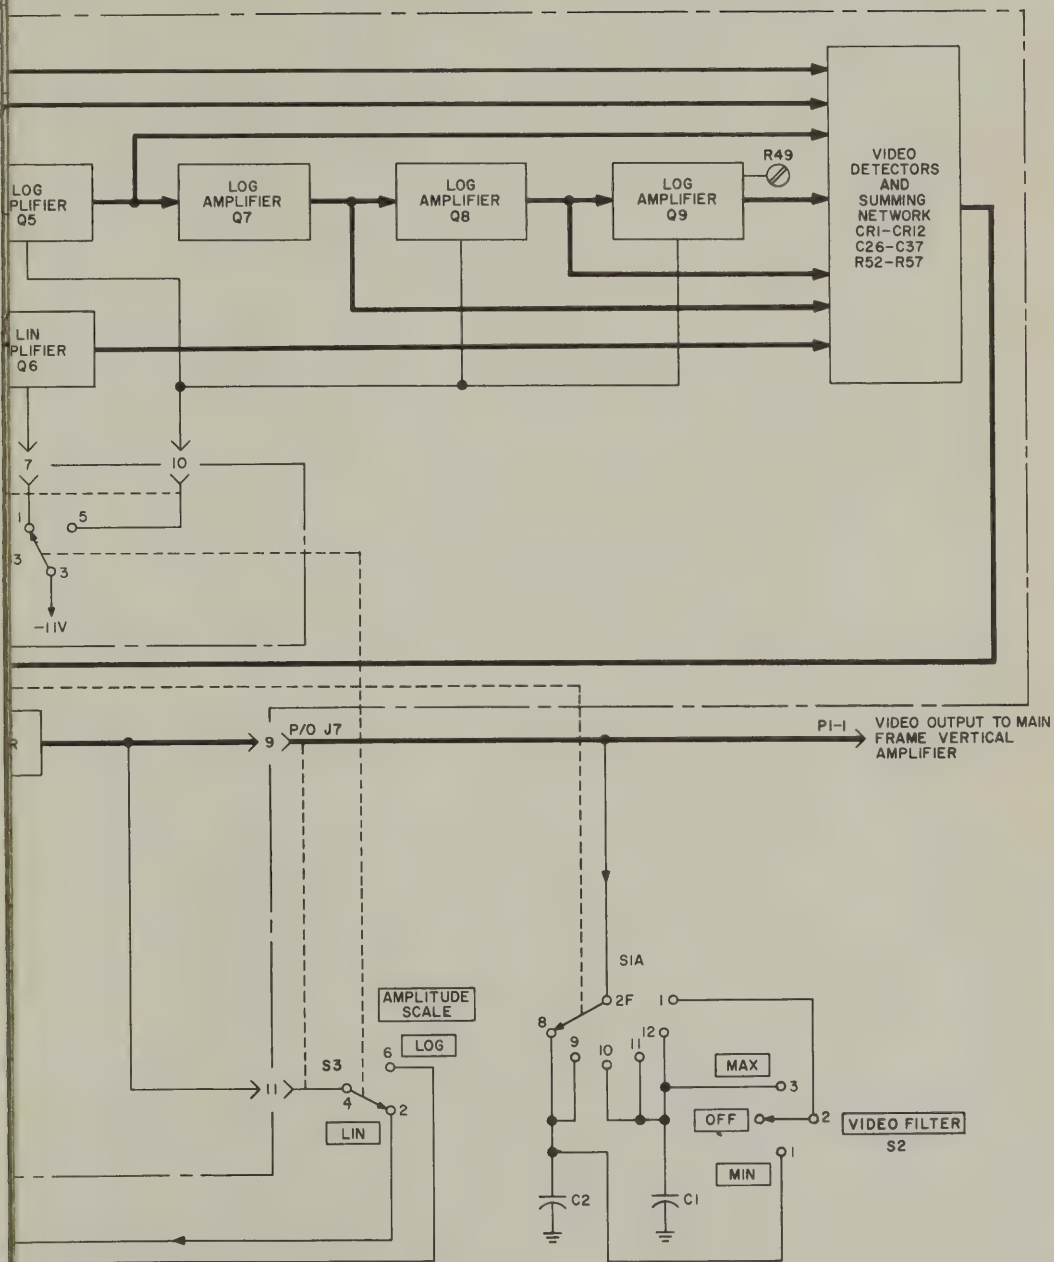 LOG
PLIFIER
Q5
LOG
AMPLIFIER
Q7
LOG
AMPLIFIER
Q8
LOG
AMPLIFIER
Q9
R49
VIDEO
DETECTORS
AND
SUMMING
NETWORK
CR1-CR12
C26-C37
R52-R57
LIN
PLIFIER
Q6
7
10
1
5
3
3
-11V
R
9
P/O J7
P1-1
VIDEO OUTPUT TO MAIN
FRAME VERTICAL
AMPLIFIER
S1A
2F
1
8
9
10
11
12
AMPLITUDE
SCALE
6
LOG
S3
11
4
2
LIN
MAX
3
OFF
2
VIDEO FILTER
S2
1
MIN
C2
C1